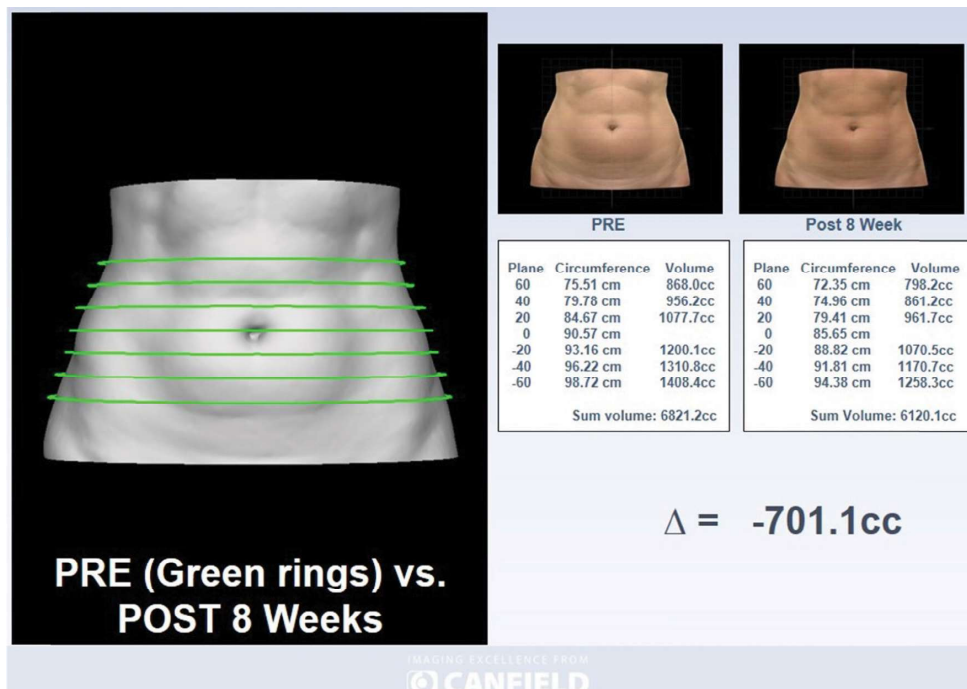 PRE (Green rings) vs.
POST 8 Weeks
PRE
Plane Circumference Volume
60 75.51 cm 868.0cc
40 79.78 cm 956.2cc
20 84.67 cm 1077.7cc
0 90.57 cm
-20 93.16 cm 1200.1cc
-40 96.22 cm 1310.8cc
-60 98.72 cm 1408.4cc
Sum volume: 6821.2cc
Post 8 Week
Plane Circumference Volume
60 72.35 cm 798.2cc
40 74.96 cm 861.2cc
20 79.41 cm 961.7cc
0 85.65 cm
-20 88.82 cm 1070.5cc
-40 91.81 cm 1170.7cc
-60 94.38 cm 1258.3cc
Sum Volume: 6120.1cc
Δ = -701.1cc
IMAGING EXCELLENCE FROM
CANFIELD